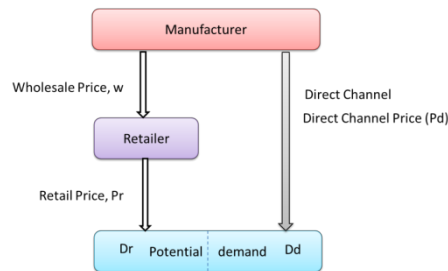 Manufacturer
Wholesale Price, w
Direct Channel
Direct Channel Price (Pd)
Retailer
Retail Price, Pr
Dr Potential demand Dd